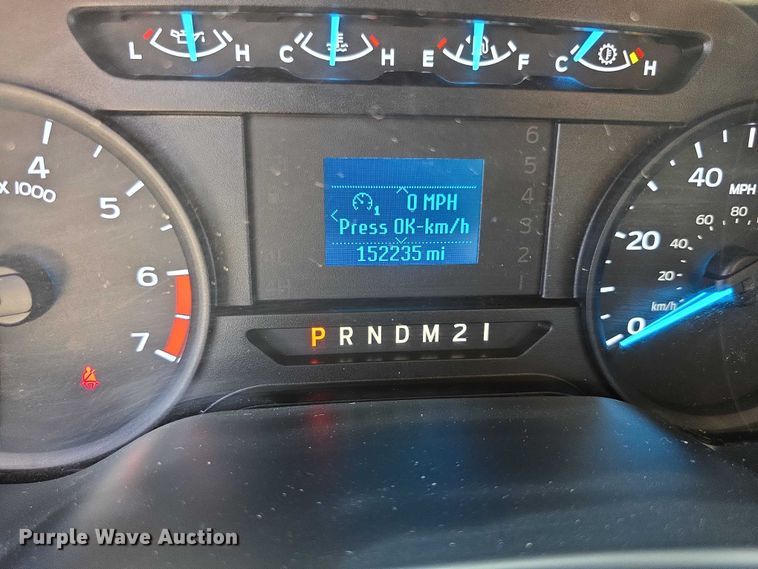 L H C H E F C H
4
X 1000
5
6
7
6
5
4
3
2
1
1 0 MPH
Press OK-km/h
152235 mi
P R N D M 2 1
40 MPH
60 80
20 40
20
km/h
0
Purple Wave Auction®